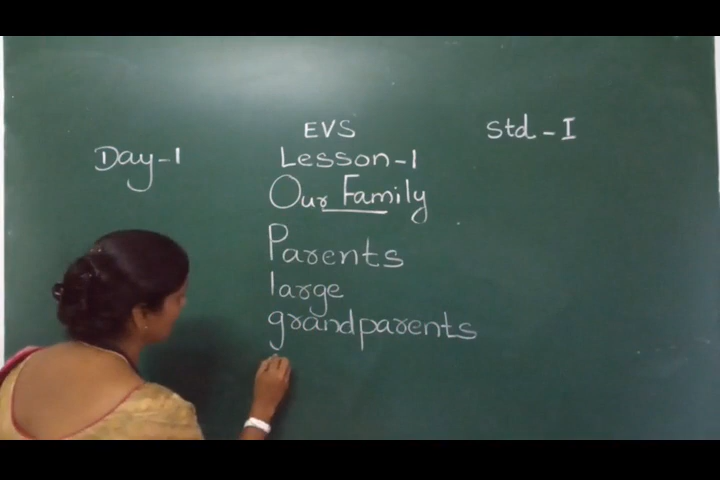 EVS
Std - I
Day-1
Lesson-1
Our Family
Parents
large
grandparents